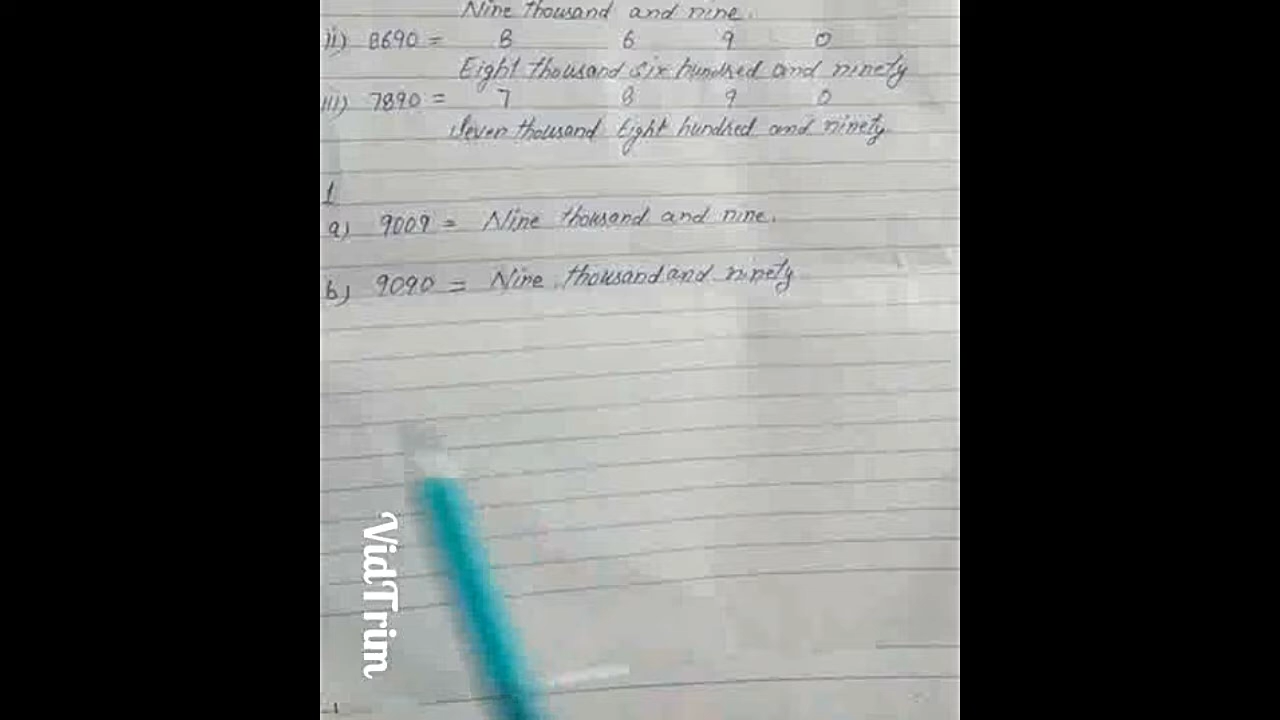 Nine thousand and nine.
ii) 8690 = 8 6 9 0
Eight thousand six hundred and ninety
iii) 7890 = 7 8 9 0
Seven thousand Eight hundred and ninety
1
a) 9009 = Nine thousand and nine.
b) 9090 = Nine thousand and ninety
VidTrim